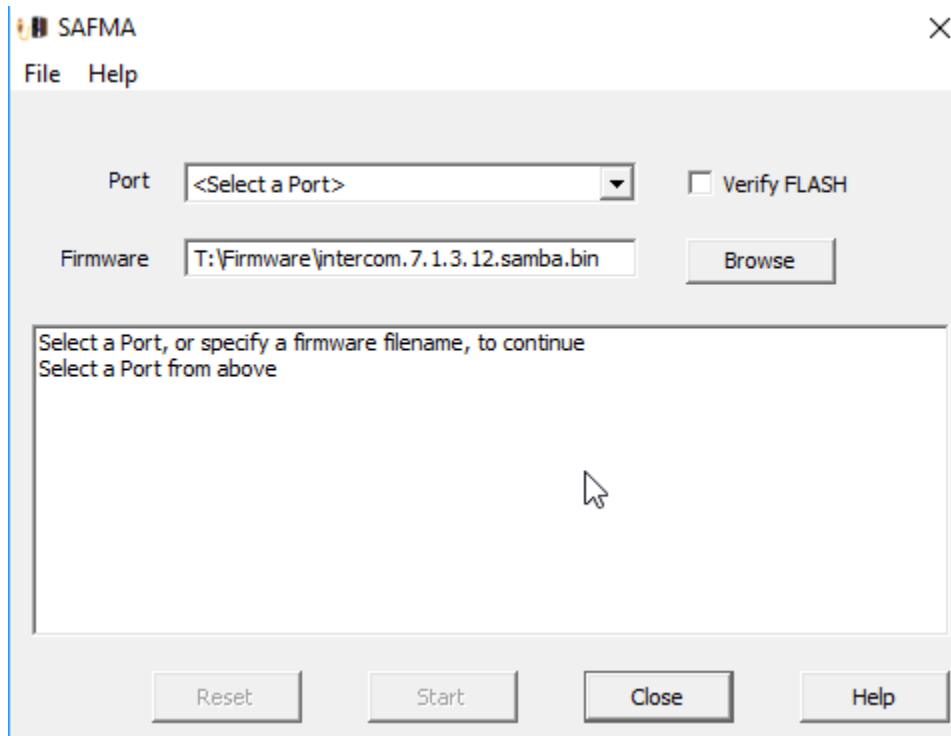 SAFMA
File Help
Port <Select a Port> Verify FLASH
Firmware T:\Firmware\intercom.7.1.3.12.samba.bin Browse
Select a Port, or specify a firmware filename, to continue
Select a Port from above
Reset Start Close Help